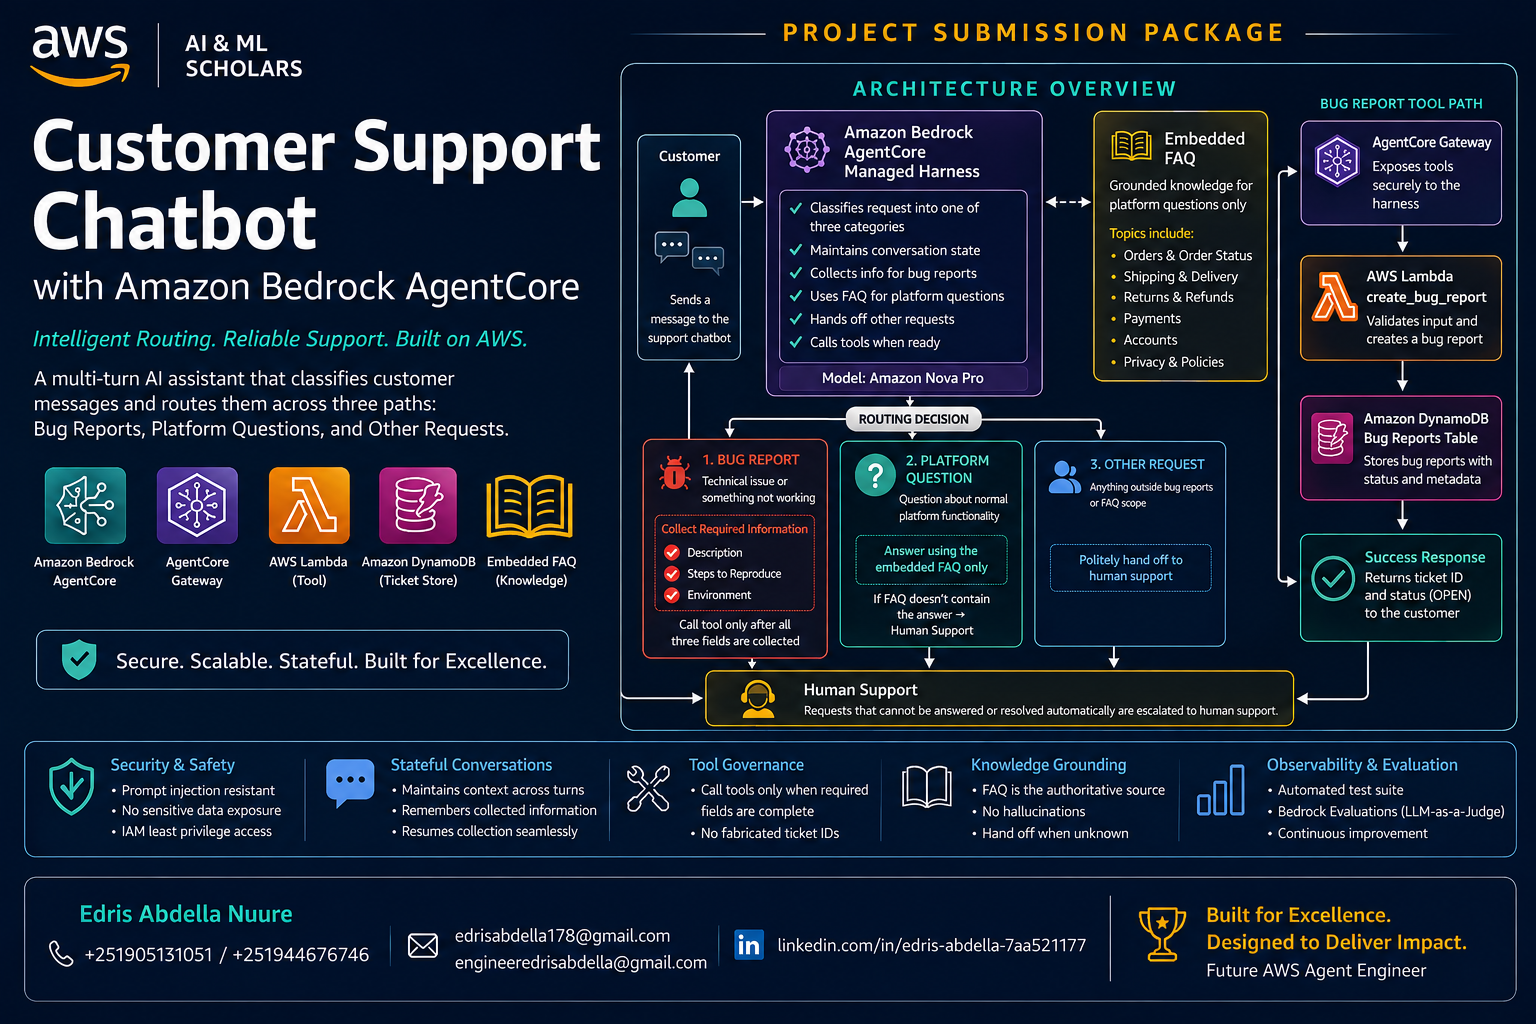 aws
AI & ML
SCHOLARS
Customer Support
Chatbot
with Amazon Bedrock AgentCore
Intelligent Routing. Reliable Support. Built on AWS.
A multi-turn AI assistant that classifies customer
messages and routes them across three paths:
Bug Reports, Platform Questions, and Other Requests.
Amazon Bedrock
AgentCore
AgentCore
Gateway
AWS Lambda
(Tool)
Amazon DynamoDB
(Ticket Store)
Embedded FAQ
(Knowledge)
Secure. Scalable. Stateful. Built for Excellence.
PROJECT SUBMISSION PACKAGE
ARCHITECTURE OVERVIEW
Customer
Sends a
message to the
support chatbot
Amazon Bedrock
AgentCore
Managed Harness
Classifies request into one of
three categories
Maintains conversation state
Collects info for bug reports
Uses FAQ for platform questions
Hands off other requests
Calls tools when ready
Model: Amazon Nova Pro
Embedded
FAQ
Grounded knowledge for
platform questions only
Topics include:
• Orders & Order Status
• Shipping & Delivery
• Returns & Refunds
• Payments
• Accounts
• Privacy & Policies
BUG REPORT TOOL PATH
AgentCore Gateway
Exposes tools
securely to the
harness
AWS Lambda
create_bug_report
Validates input and
creates a bug report
Amazon DynamoDB
Bug Reports Table
Stores bug reports with
status and metadata
Success Response
Returns ticket ID
and status (OPEN)
to the customer
ROUTING DECISION
1. BUG REPORT
Technical issue or
something not working
Collect Required Information
Description
Steps to Reproduce
Environment
Call tool only after all
three fields are collected
2. PLATFORM
QUESTION
?
Question about normal
platform functionality
Answer using the
embedded FAQ only
If FAQ doesn't contain
the answer →
Human Support
3. OTHER REQUEST
Anything outside bug reports
or FAQ scope
Politely hand off to
human support
Human Support
Requests that cannot be answered or resolved automatically are escalated to human support.
Security & Safety
• Prompt injection resistant
• No sensitive data exposure
• IAM least privilege access
Stateful Conversations
• Maintains context across turns
• Remembers collected information
• Resumes collection seamlessly
Tool Governance
• Call tools only when required
fields are complete
• No fabricated ticket IDs
Knowledge Grounding
• FAQ is the authoritative source
• No hallucinations
• Hand off when unknown
Observability & Evaluation
• Automated test suite
• Bedrock Evaluations (LLM-as-a-Judge)
• Continuous improvement
Edris Abdella Nuure
+251905131051 / +251944676746
edrisabdella178@gmail.com
engineeredrisabdella@gmail.com
in
linkedin.com/in/edris-abdella-7aa521177
Built for Excellence.
Designed to Deliver Impact.
Future AWS Agent Engineer